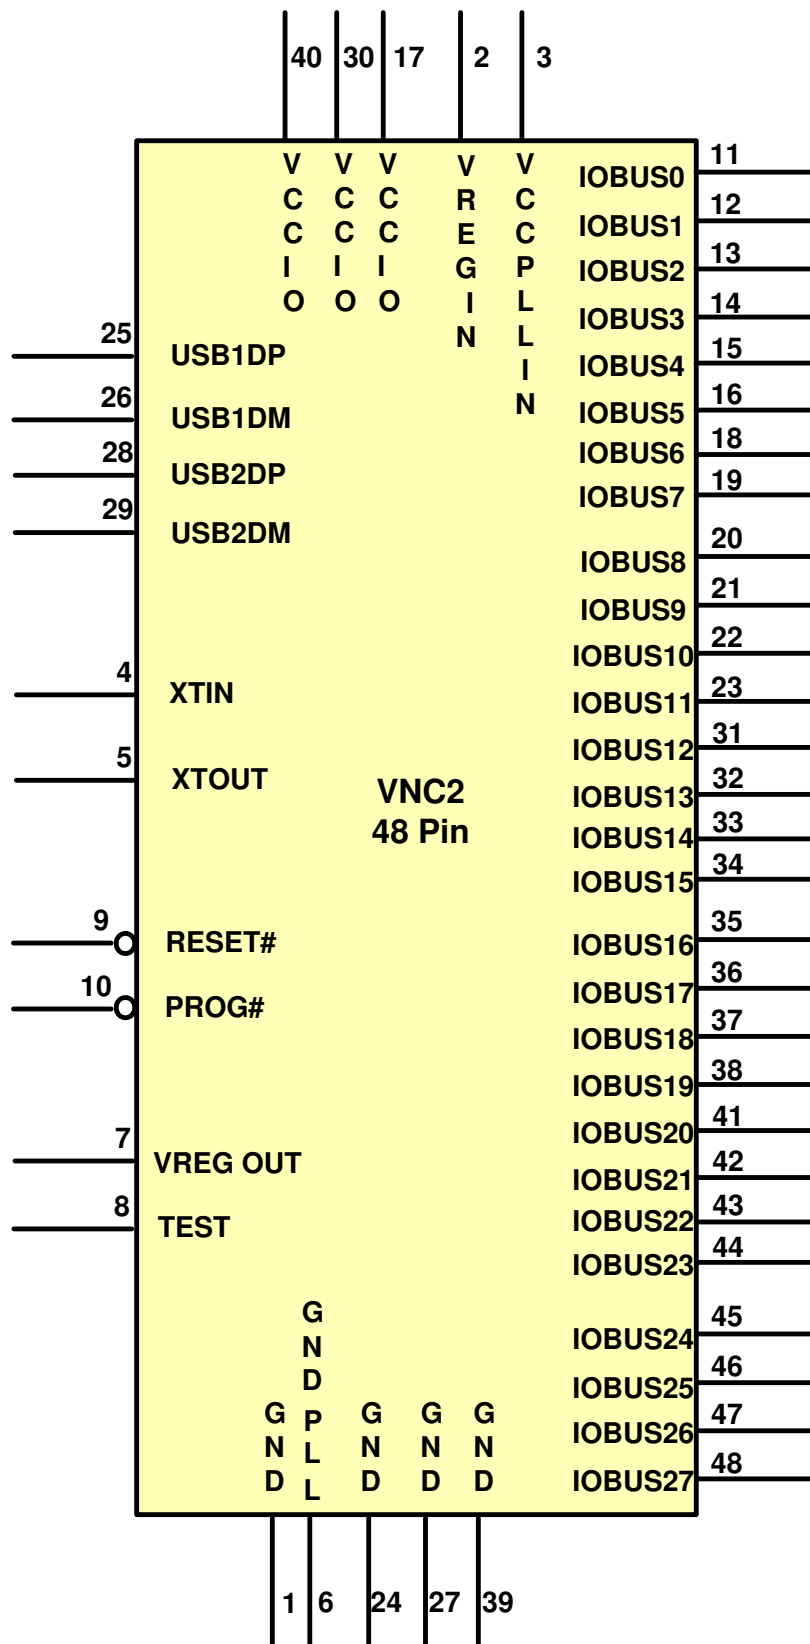 40 30 17 2 3
VCCIO VCCIO VCCIO VREGIN VCCPLLIN
25 USB1DP
26 USB1DM
28 USB2DP
29 USB2DM
4 XTIN
5 XTOUT
9 RESET#
10 PROG#
7 VREG OUT
8 TEST
VNC2
48 Pin
IOBUS0 11
IOBUS1 12
IOBUS2 13
IOBUS3 14
IOBUS4 15
IOBUS5 16
IOBUS6 18
IOBUS7 19
IOBUS8 20
IOBUS9 21
IOBUS10 22
IOBUS11 23
IOBUS12 31
IOBUS13 32
IOBUS14 33
IOBUS15 34
IOBUS16 35
IOBUS17 36
IOBUS18 37
IOBUS19 38
IOBUS20 41
IOBUS21 42
IOBUS22 43
IOBUS23 44
IOBUS24 45
IOBUS25 46
IOBUS26 47
IOBUS27 48
GND GND PLL GND GND GND
1 6 24 27 39